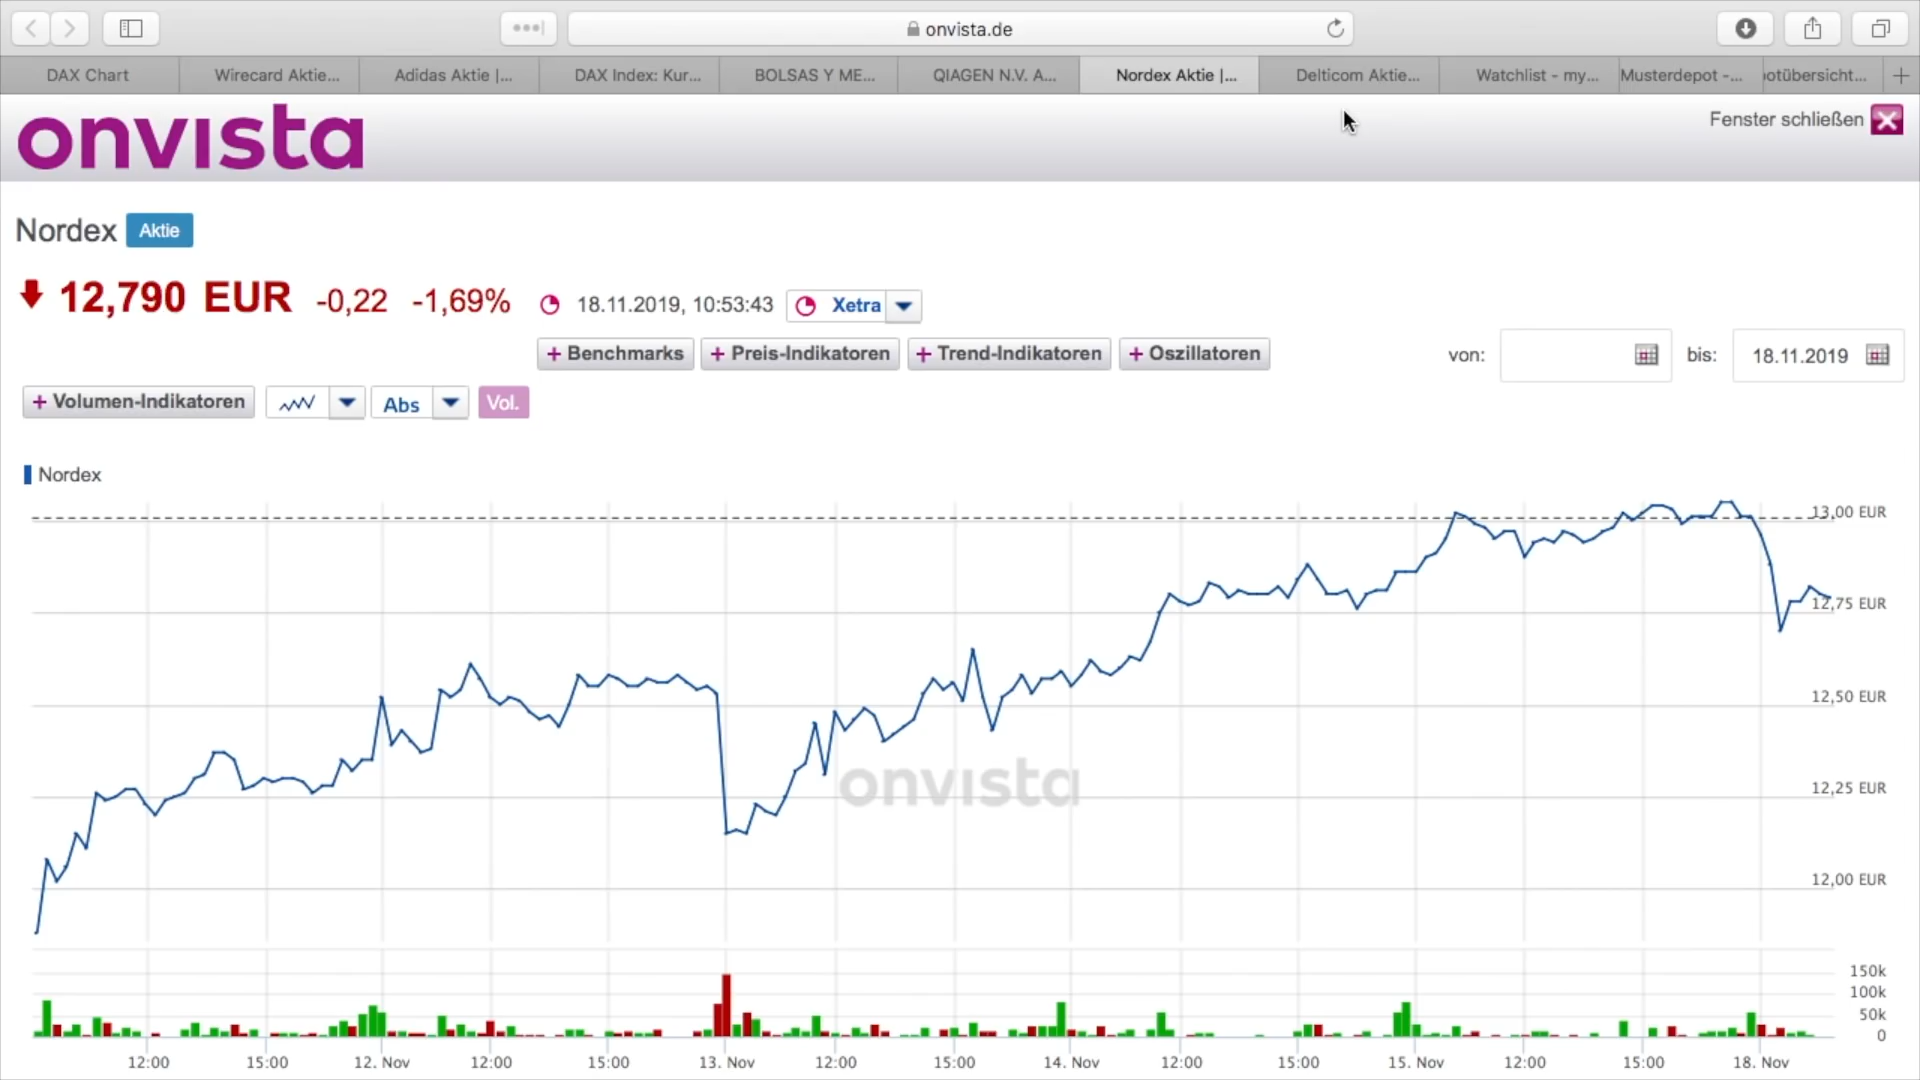 onvista.de
DAX Chart
Wirecard Aktie...
Adidas Aktie |...
DAX Index: Kur...
BOLSAS Y ME...
QIAGEN N.V. A...
Nordex Aktie |...
Delticom Aktie...
Watchlist - my...
Musterdepot -...
otübersicht...
onvista
Fenster schließen
Nordex Aktie
12,790 EUR -0,22 -1,69% 18.11.2019, 10:53:43 Xetra
+ Benchmarks + Preis-Indikatoren + Trend-Indikatoren + Oszillatoren von: bis: 18.11.2019
+ Volumen-Indikatoren Abs Vol.
Nordex
13,00 EUR
12,75 EUR
12,50 EUR
onvista
12,25 EUR
12,00 EUR
150k
100k
50k
0
12:00 15:00 12. Nov 12:00 15:00 13. Nov 12:00 15:00 14. Nov 12:00 15:00 15. Nov 12:00 15:00 18. Nov